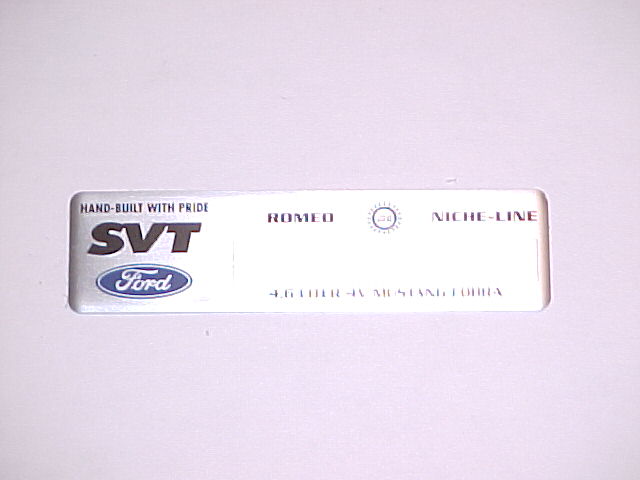 HAND-BUILT WITH PRIDE
SVT
Ford
ROMEO NICHE-LINE
4.6 LITER 4V MUSTANG COBRA